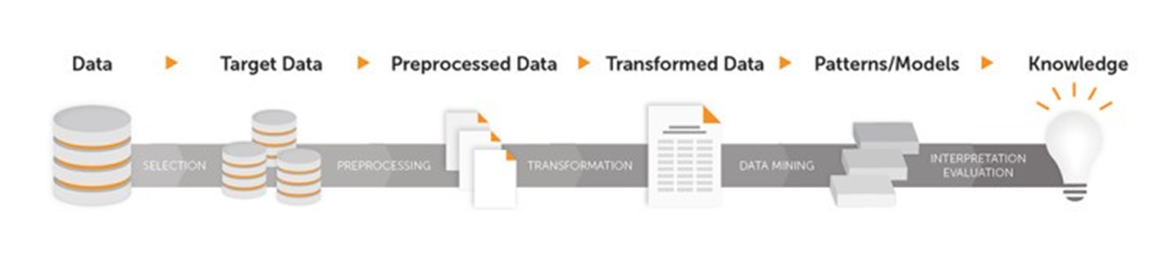 Data
Target Data
Preprocessed Data
Transformed Data
Patterns/Models
Knowledge
SELECTION
PREPROCESSING
TRANSFORMATION
DATA MINING
INTERPRETATION
EVALUATION